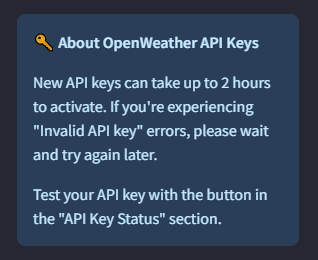 🔑 About OpenWeather API Keys
New API keys can take up to 2 hours
to activate. If you're experiencing
"Invalid API key" errors, please wait
and try again later.
Test your API key with the button in
the "API Key Status" section.